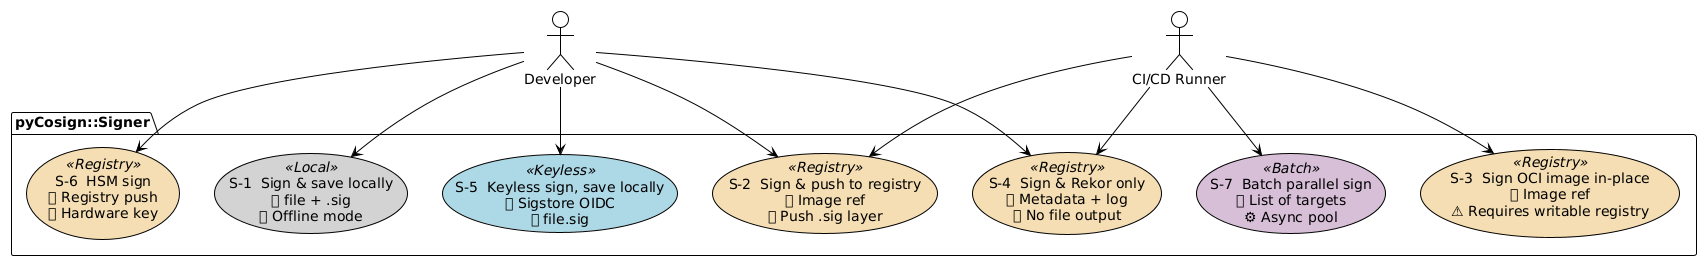 Developer
CI/CD Runner
pyCosign::Signer
«Registry»
S-6 HSM sign
Registry push
Hardware key
«Local»
S-1 Sign & save locally
file + .sig
Offline mode
«Keyless»
S-5 Keyless sign, save locally
Sigstore OIDC
file.sig
«Registry»
S-2 Sign & push to registry
Image ref
Push .sig layer
«Registry»
S-4 Sign & Rekor only
Metadata + log
No file output
«Batch»
S-7 Batch parallel sign
List of targets
⚙ Async pool
«Registry»
S-3 Sign OCI image in-place
Image ref
⚠ Requires writable registry